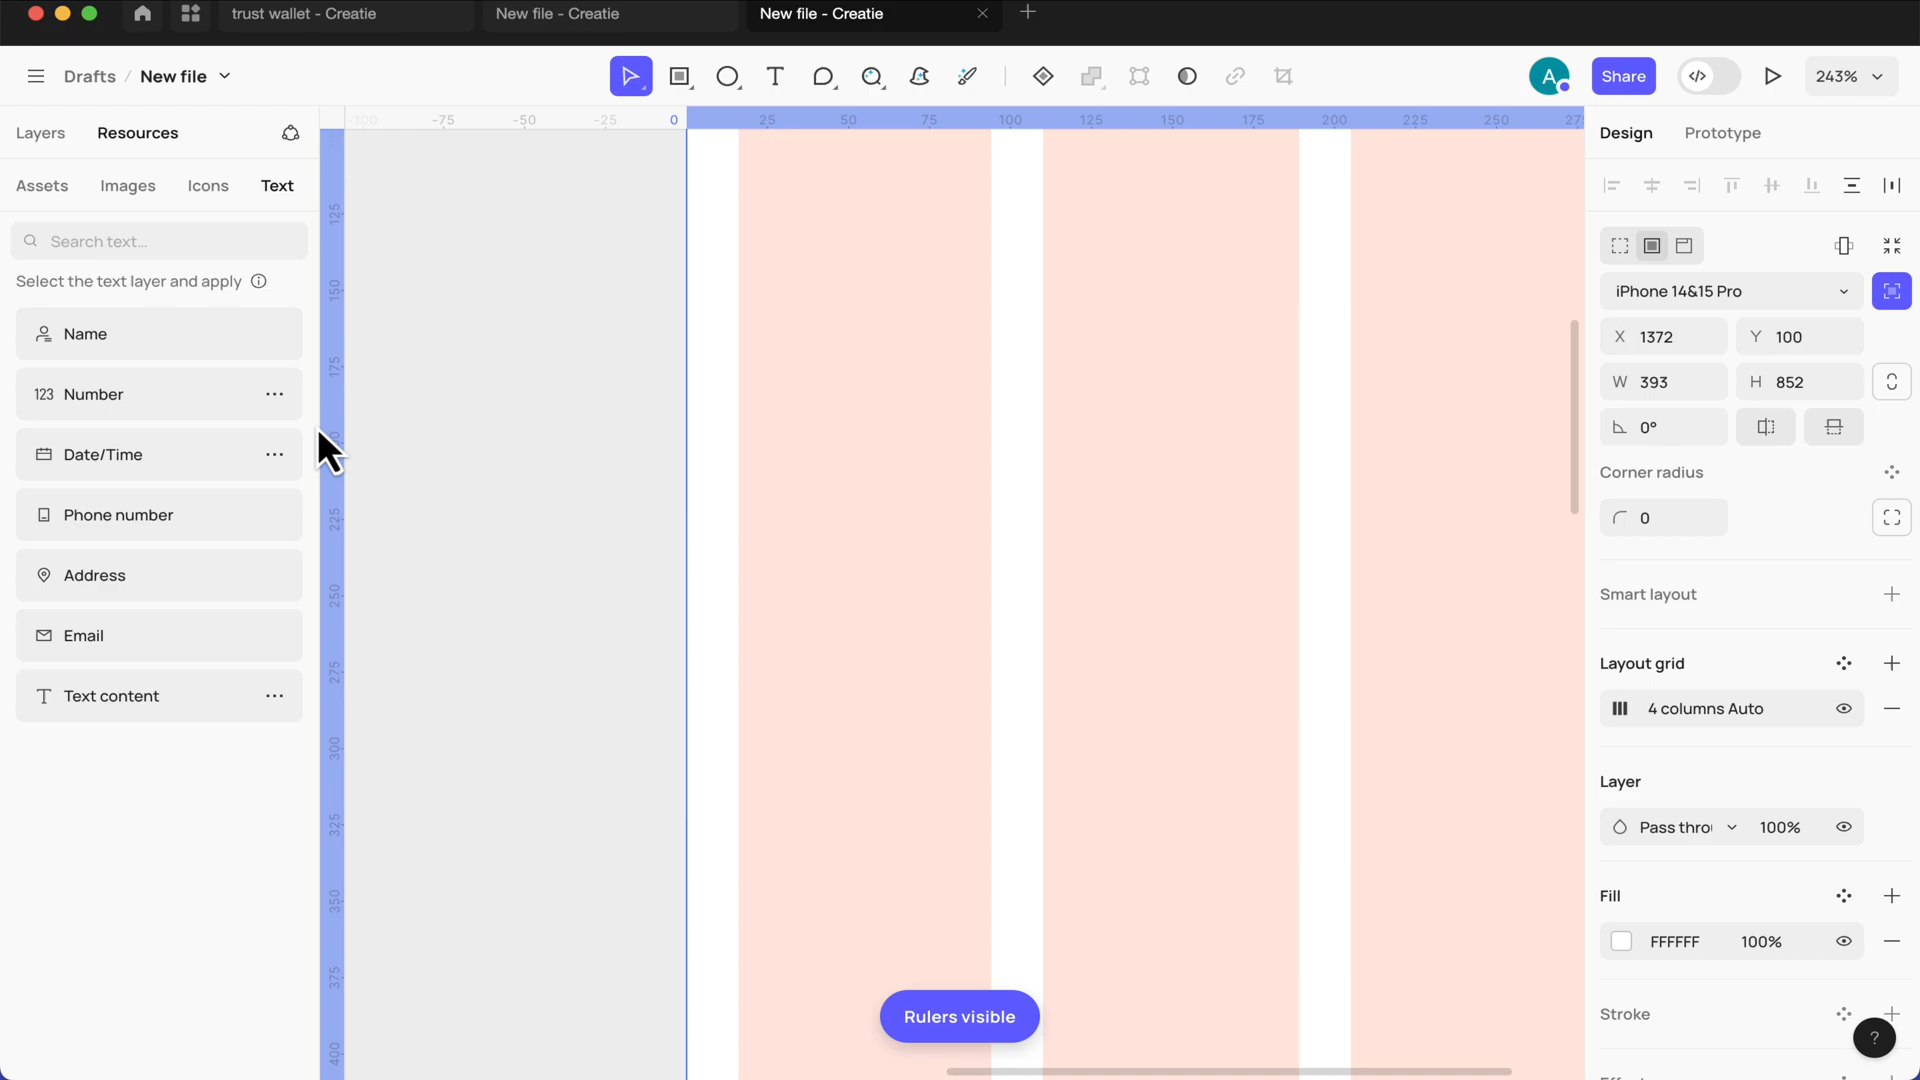 trust wallet - Creatie
New file - Creatie
New file - Creatie
Drafts / New file
A
Share
243%
Layers
Resources
Assets
Images
Icons
Text
Search text...
Select the text layer and apply
Name
123 Number
Date/Time
Phone number
Address
Email
Text content
-100 -75 -50 -25 0 25 50 75 100 125 150 175 200 225 250
125
150
175
225
250
275
300
325
350
375
400
Rulers visible
Design
Prototype
iPhone 14&15 Pro
X 1372
Y 100
W 393
H 852
0°
Corner radius
0
Smart layout
Layout grid
4 columns Auto
Layer
Pass thro
100%
Fill
FFFFFF
100%
Stroke
?